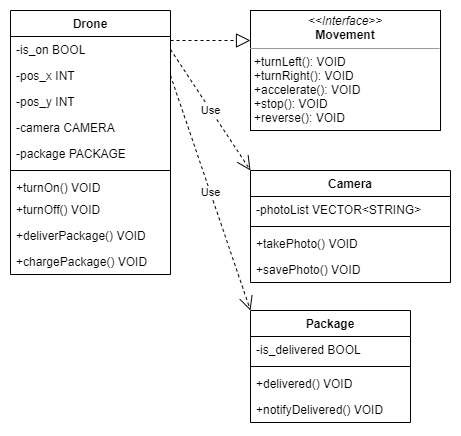 Drone
-is_on BOOL
-pos_x INT
-pos_y INT
-camera CAMERA
-package PACKAGE
+turnOn() VOID
+turnOff() VOID
+deliverPackage() VOID
+chargePackage() VOID
<<Interface>>
Movement
+turnLeft(): VOID
+turnRight(): VOID
+accelerate(): VOID
+stop(): VOID
+reverse(): VOID
Use
Camera
-photoList VECTOR<STRING>
+takePhoto() VOID
+savePhoto() VOID
Use
Package
-is_delivered BOOL
+delivered() VOID
+notifyDelivered() VOID